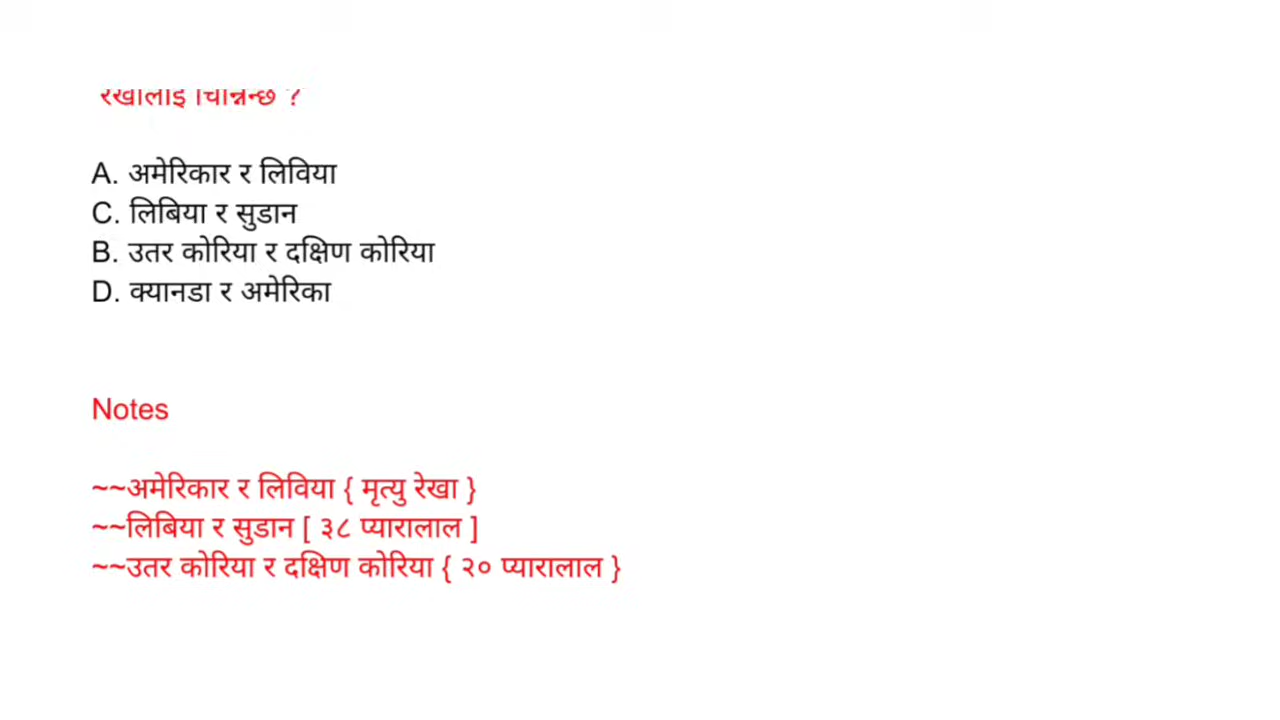 रेखालाई चिन्निन्छ ?
A. अमेरिकार र लिविया
C. लिबिया र सुडान
B. उतर कोरिया र दक्षिण कोरिया
D. क्यानडा र अमेरिका
Notes
~~अमेरिकार र लिविया { मृत्यु रेखा }
~~लिबिया र सुडान [ ३८ प्यारालाल ]
~~उतर कोरिया र दक्षिण कोरिया { २० प्यारालाल }